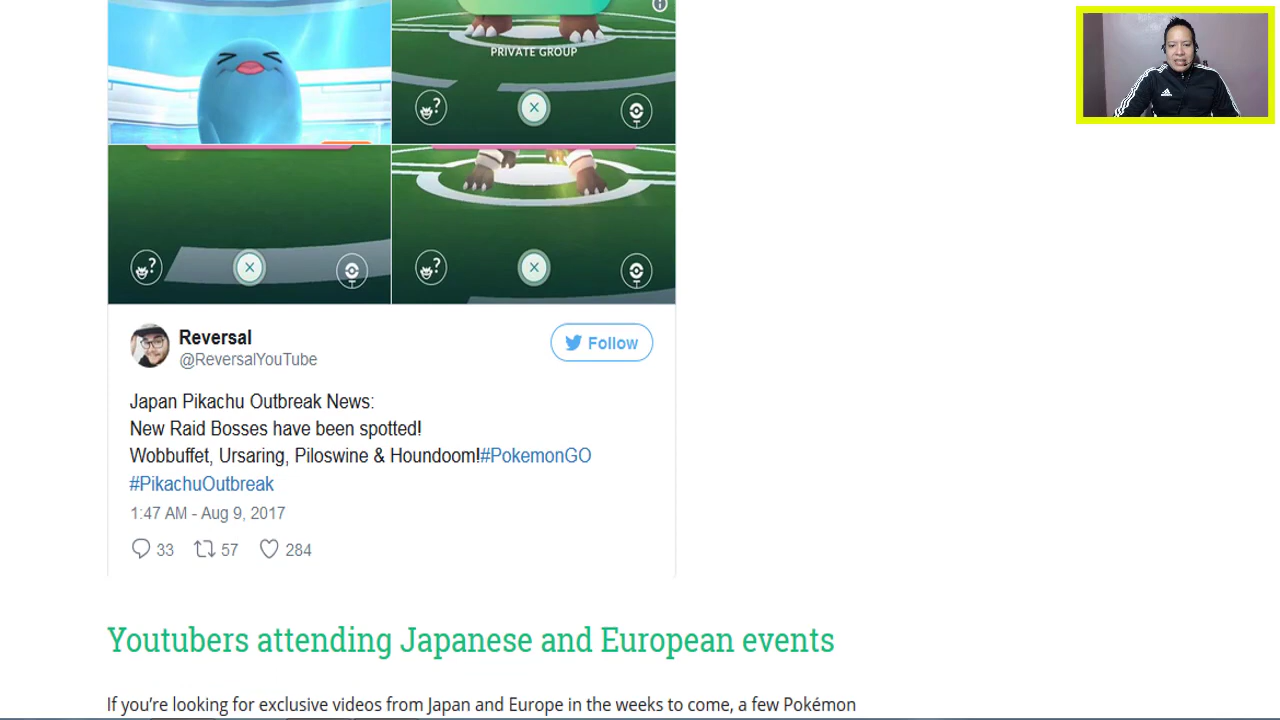 PRIVATE GROUP
?
?
?
Reversal
@ReversalYouTube
Follow
Japan Pikachu Outbreak News:
New Raid Bosses have been spotted!
Wobbuffet, Ursaring, Piloswine & Houndoom!#PokemonGO
#PikachuOutbreak
1:47 AM - Aug 9, 2017
33 57 284
Youtubers attending Japanese and European events
If you’re looking for exclusive videos from Japan and Europe in the weeks to come, a few Pokémon